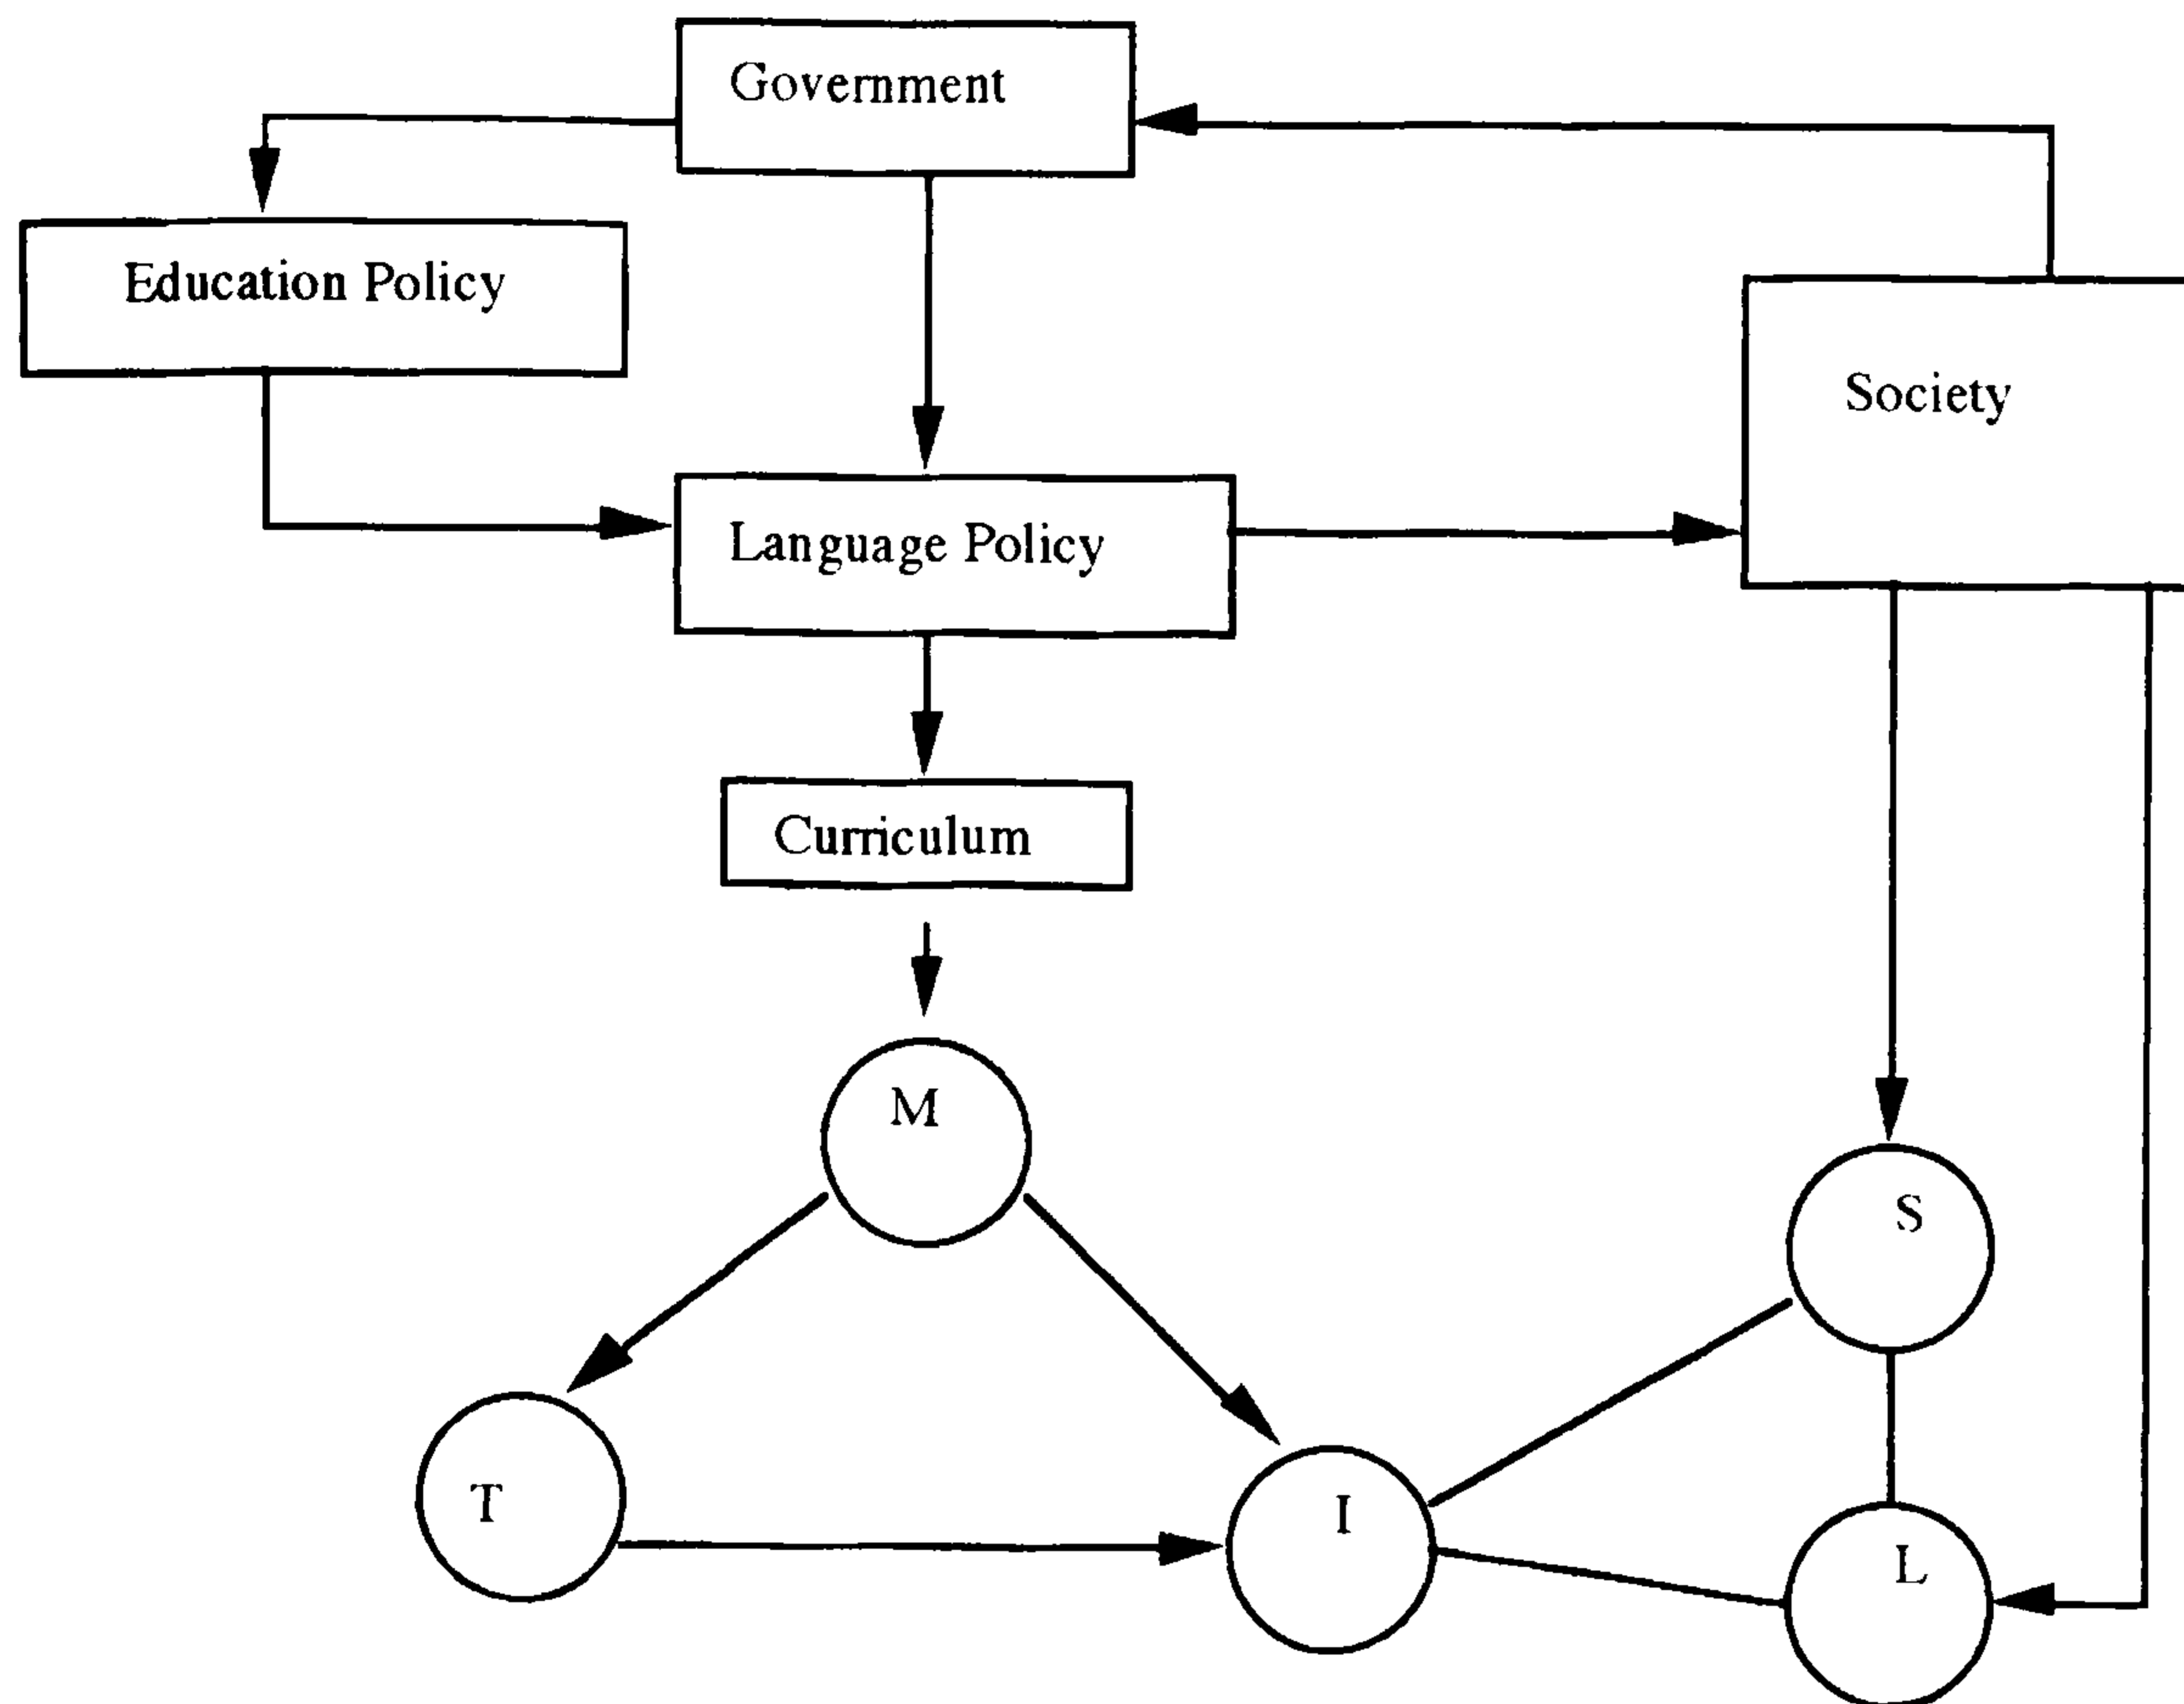 Government
Education Policy
Society
Language Policy
Curriculum
M
S
T
I
L